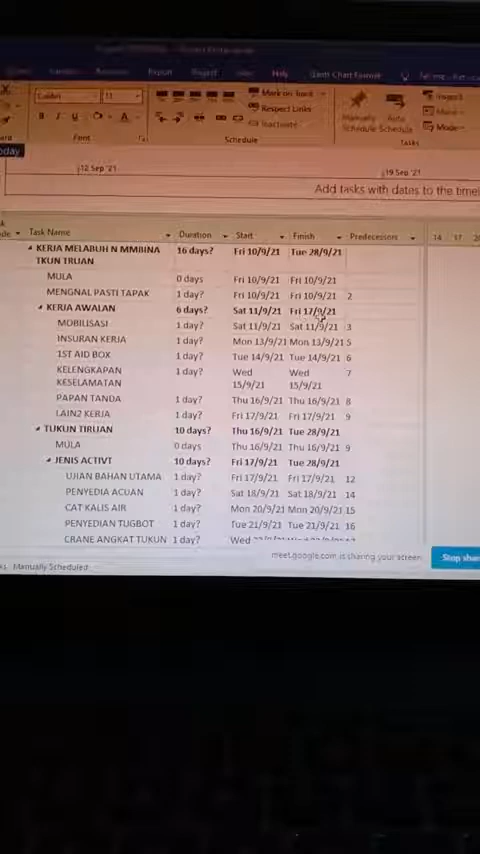 Report Project Help Gantt Chart Format
Calibri 11 Mark on Track Inspect
Respect Links Manually Auto Move
B I U A Inactivate Schedule Schedule Mode
Font Schedule Tasks
oday
12 Sep '21 19 Sep '21
Add tasks with dates to the timel
Task Name Duration Start Finish Predecessors 14 17 20
KERJA MELABUH N MMBINA TKUN TRUAN 16 days? Fri 10/9/21 Tue 28/9/21
MULA 0 days Fri 10/9/21 Fri 10/9/21
MENGNAL PASTI TAPAK 1 day? Fri 10/9/21 Fri 10/9/21 2
KERJA AWALAN 6 days? Sat 11/9/21 Fri 17/9/21
MOBILISASI 1 day? Sat 11/9/21 Sat 11/9/21 3
INSURAN KERJA 1 day? Mon 13/9/21 Mon 13/9/21 5
1ST AID BOX 1 day? Tue 14/9/21 Tue 14/9/21 6
KELENGKAPAN KESELAMATAN 1 day? Wed 15/9/21 Wed 15/9/21 7
PAPAN TANDA 1 day? Thu 16/9/21 Thu 16/9/21 8
LAIN2 KERJA 1 day? Fri 17/9/21 Fri 17/9/21 9
TUKUN TIRUAN 10 days? Thu 16/9/21 Tue 28/9/21
MULA 0 days Thu 16/9/21 Thu 16/9/21 9
JENIS ACTIVT 10 days? Fri 17/9/21 Tue 28/9/21
UJIAN BAHAN UTAMA 1 day? Fri 17/9/21 Fri 17/9/21 12
PENYEDIA ACUAN 1 day? Sat 18/9/21 Sat 18/9/21 14
CAT KALIS AIR 1 day? Mon 20/9/21 Mon 20/9/21 15
PENYEDIAN TUGBOT 1 day? Tue 21/9/21 Tue 21/9/21 16
CRANE ANGKAT TUKUN 1 day? Wed
meet.google.com is sharing your screen. Stop shar
Manually Scheduled